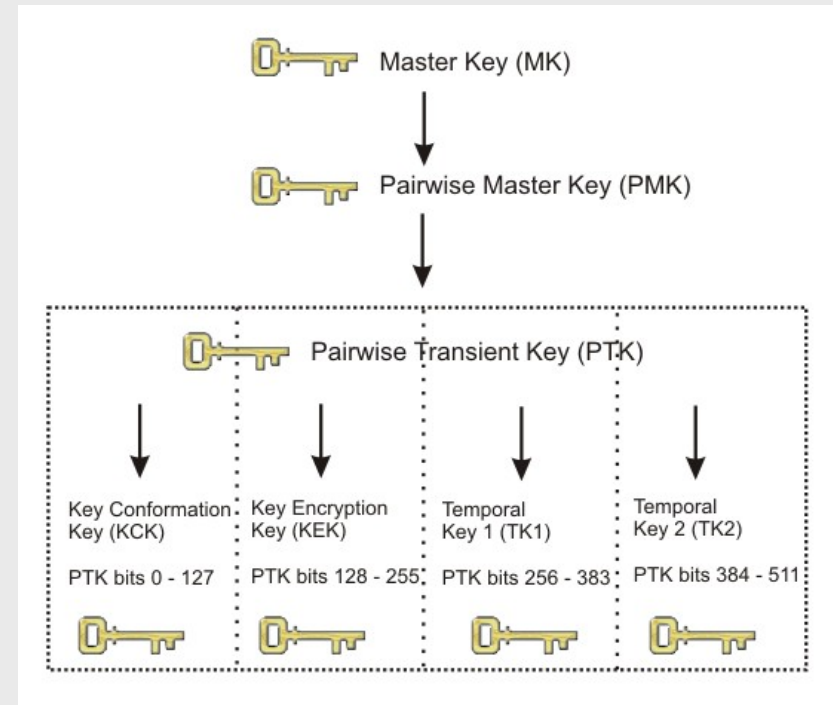 Master Key (MK)
Pairwise Master Key (PMK)
Pairwise Transient Key (PTK)
Key Conformation
Key (KCK)
PTK bits 0 - 127
Key Encryption
Key (KEK)
PTK bits 128 - 255
Temporal
Key 1 (TK1)
PTK bits 256 - 383
Temporal
Key 2 (TK2)
PTK bits 384 - 511